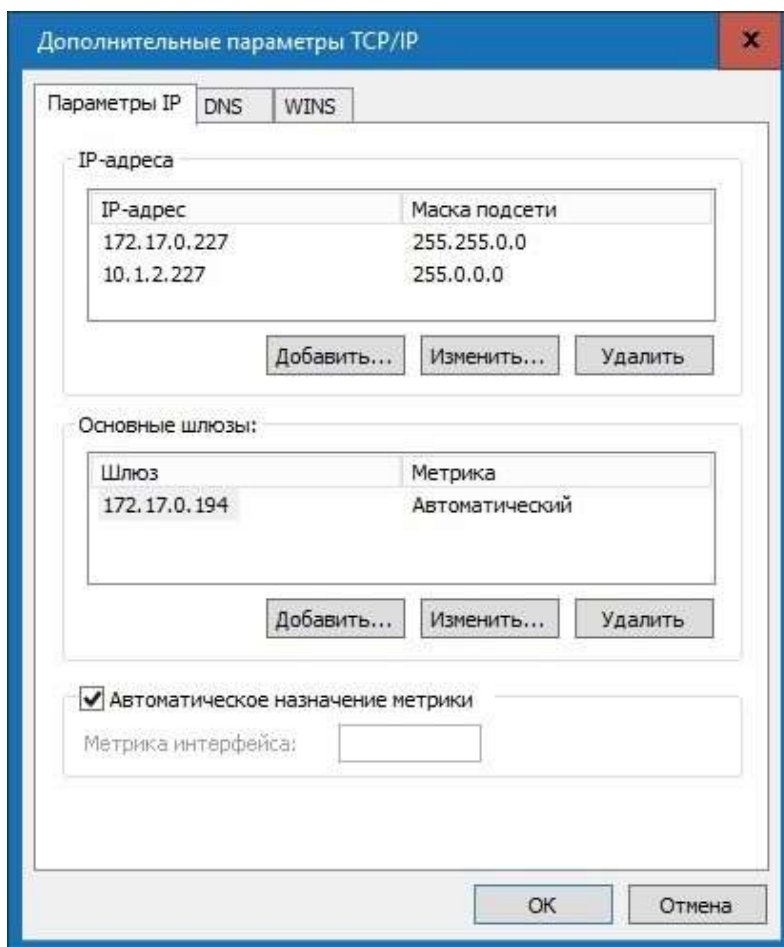 Дополнительные параметры TCP/IP
x
Параметры IP DNS WINS
IP-адреса
IP-адрес Маска подсети
172.17.0.227 255.255.0.0
10.1.2.227 255.0.0.0
Добавить... Изменить... Удалить
Основные шлюзы:
Шлюз Метрика
172.17.0.194 Автоматический
Добавить... Изменить... Удалить
Автоматическое назначение метрики
Метрика интерфейса:
OK Отмена